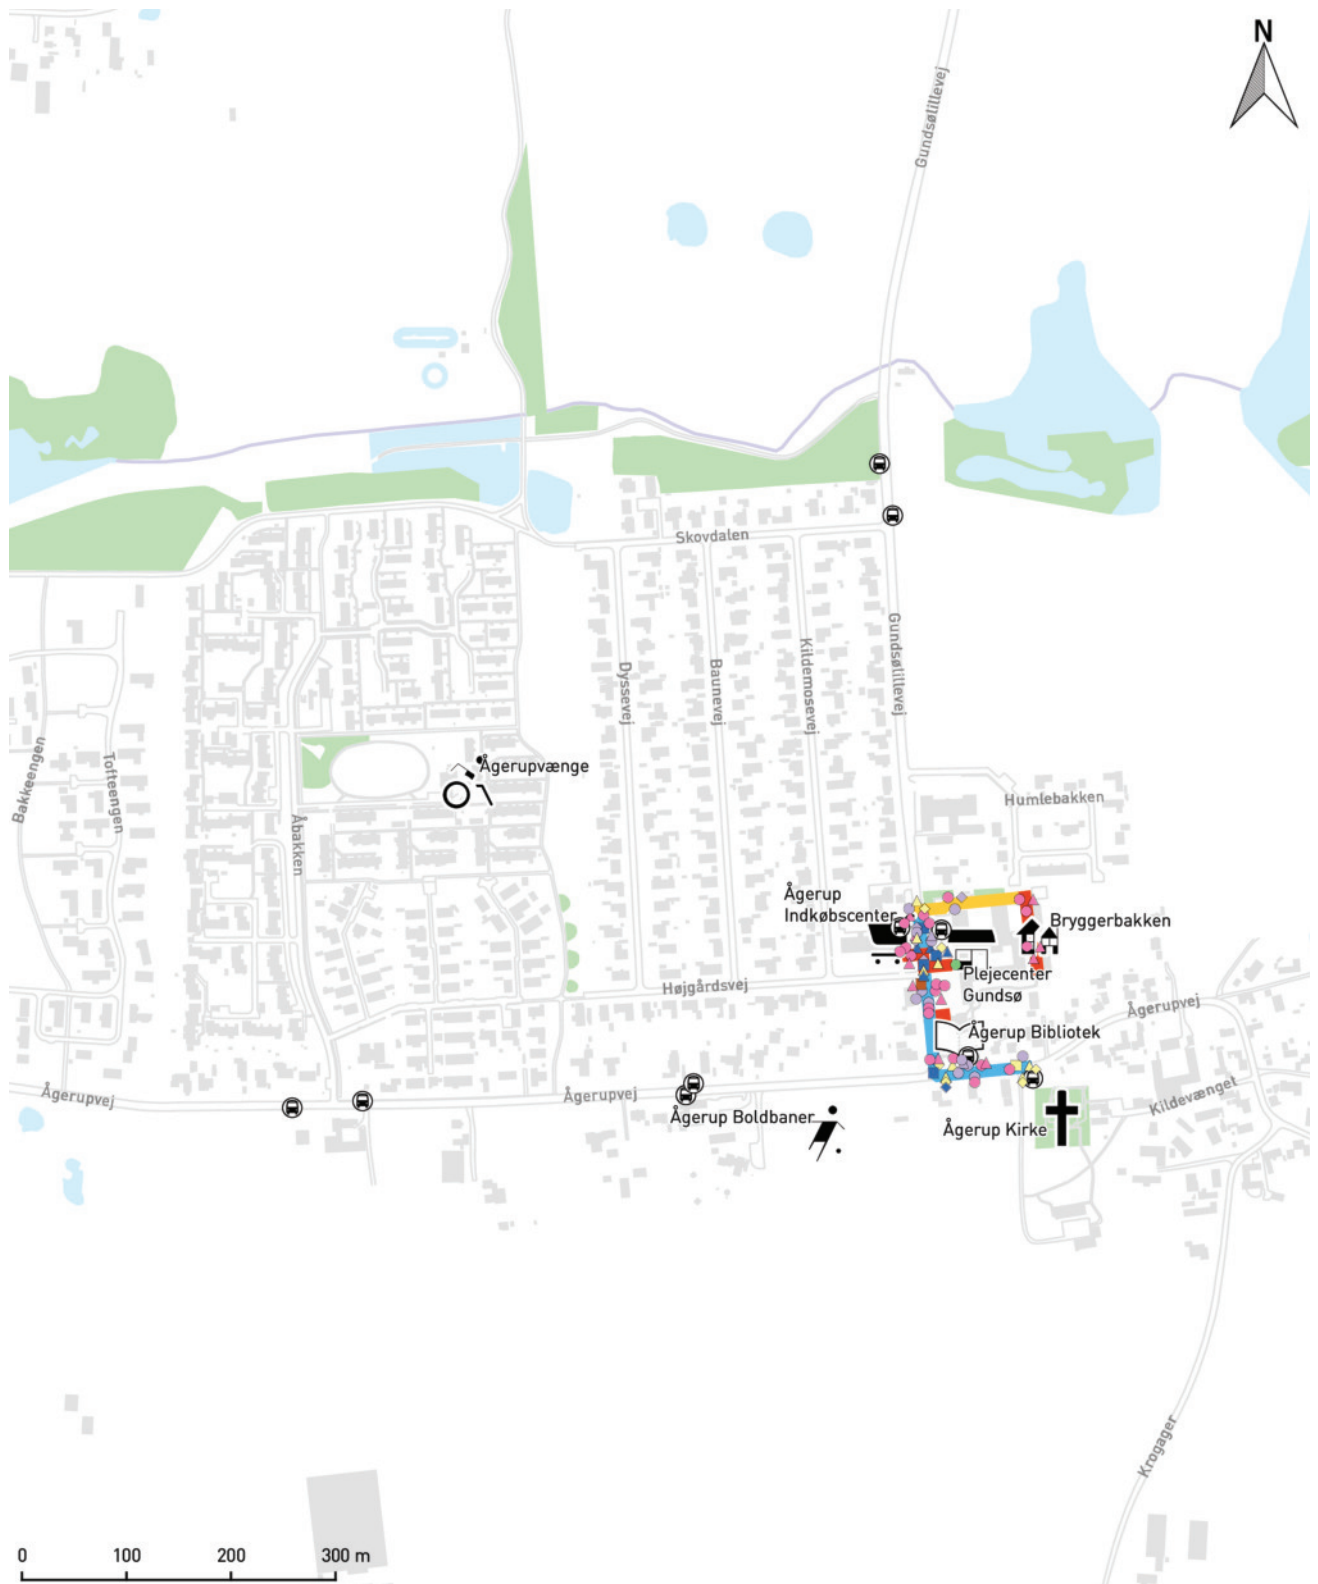 N
Gundsølillevej
Skovdalen
Gundsølillevej
Dyssevej
Baunevej
Kildemosevej
Bakkeengen
Tofteengen
Ågerupvænge
Åbakken
Humlebakken
Ågerup
Indkøbscenter
Bryggerbakken
Plejecenter
Gundsø
Højgårdsvej
Ågerupvej
Ågerup Bibliotek
Ågerupvej
Ågerupvej
Ågerup Boldbaner
Ågerup Kirke
Kildevænget
Krogager
0 100 200 300 m